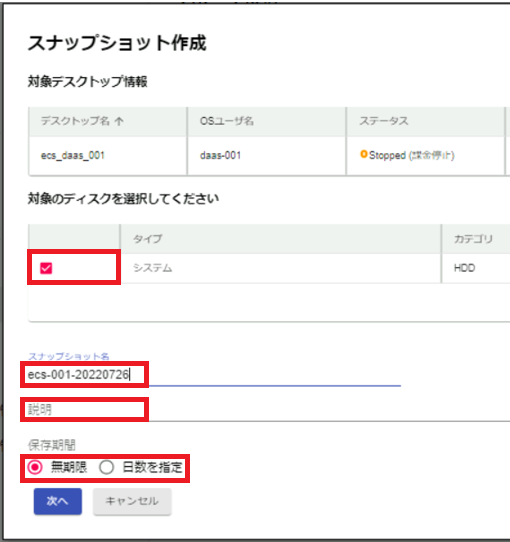 スナップショット作成
対象デスクトップ情報
デスクトップ名 ↑ OSユーザ名 ステータス
ecs_daas_001 daas-001 Stopped (課金停止)
対象のディスクを選択してください
タイプ カテゴリ
システム HDD
スナップショット名
ecs-001-20220726
説明
保存期間
無期限 日数を指定
次へ キャンセル